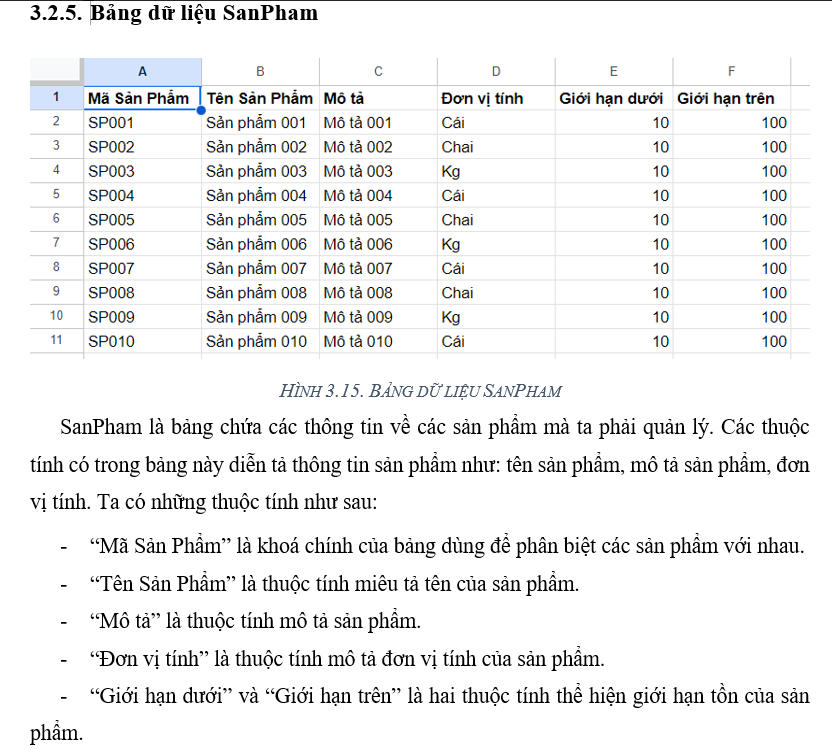 3.2.5. Bảng dữ liệu SanPham
A B C D E F
1 Mã Sản Phẩm Tên Sản Phẩm Mô tả Đơn vị tính Giới hạn dưới Giới hạn trên
2 SP001 Sản phẩm 001 Mô tả 001 Cái 10 100
3 SP002 Sản phẩm 002 Mô tả 002 Chai 10 100
4 SP003 Sản phẩm 003 Mô tả 003 Kg 10 100
5 SP004 Sản phẩm 004 Mô tả 004 Cái 10 100
6 SP005 Sản phẩm 005 Mô tả 005 Chai 10 100
7 SP006 Sản phẩm 006 Mô tả 006 Kg 10 100
8 SP007 Sản phẩm 007 Mô tả 007 Cái 10 100
9 SP008 Sản phẩm 008 Mô tả 008 Chai 10 100
10 SP009 Sản phẩm 009 Mô tả 009 Kg 10 100
11 SP010 Sản phẩm 010 Mô tả 010 Cái 10 100
HÌNH 3.15. BẢNG DỮ LIỆU SANPHAM
SanPham là bảng chứa các thông tin về các sản phẩm mà ta phải quản lý. Các thuộc
tính có trong bảng này diễn tả thông tin sản phẩm như: tên sản phẩm, mô tả sản phẩm, đơn
vị tính. Ta có những thuộc tính như sau:
- “Mã Sản Phẩm” là khoá chính của bảng dùng để phân biệt các sản phẩm với nhau.
- “Tên Sản Phẩm” là thuộc tính miêu tả tên của sản phẩm.
- “Mô tả” là thuộc tính mô tả sản phẩm.
- “Đơn vị tính” là thuộc tính mô tả đơn vị tính của sản phẩm.
- “Giới hạn dưới” và “Giới hạn trên” là hai thuộc tính thể hiện giới hạn tồn của sản
phẩm.